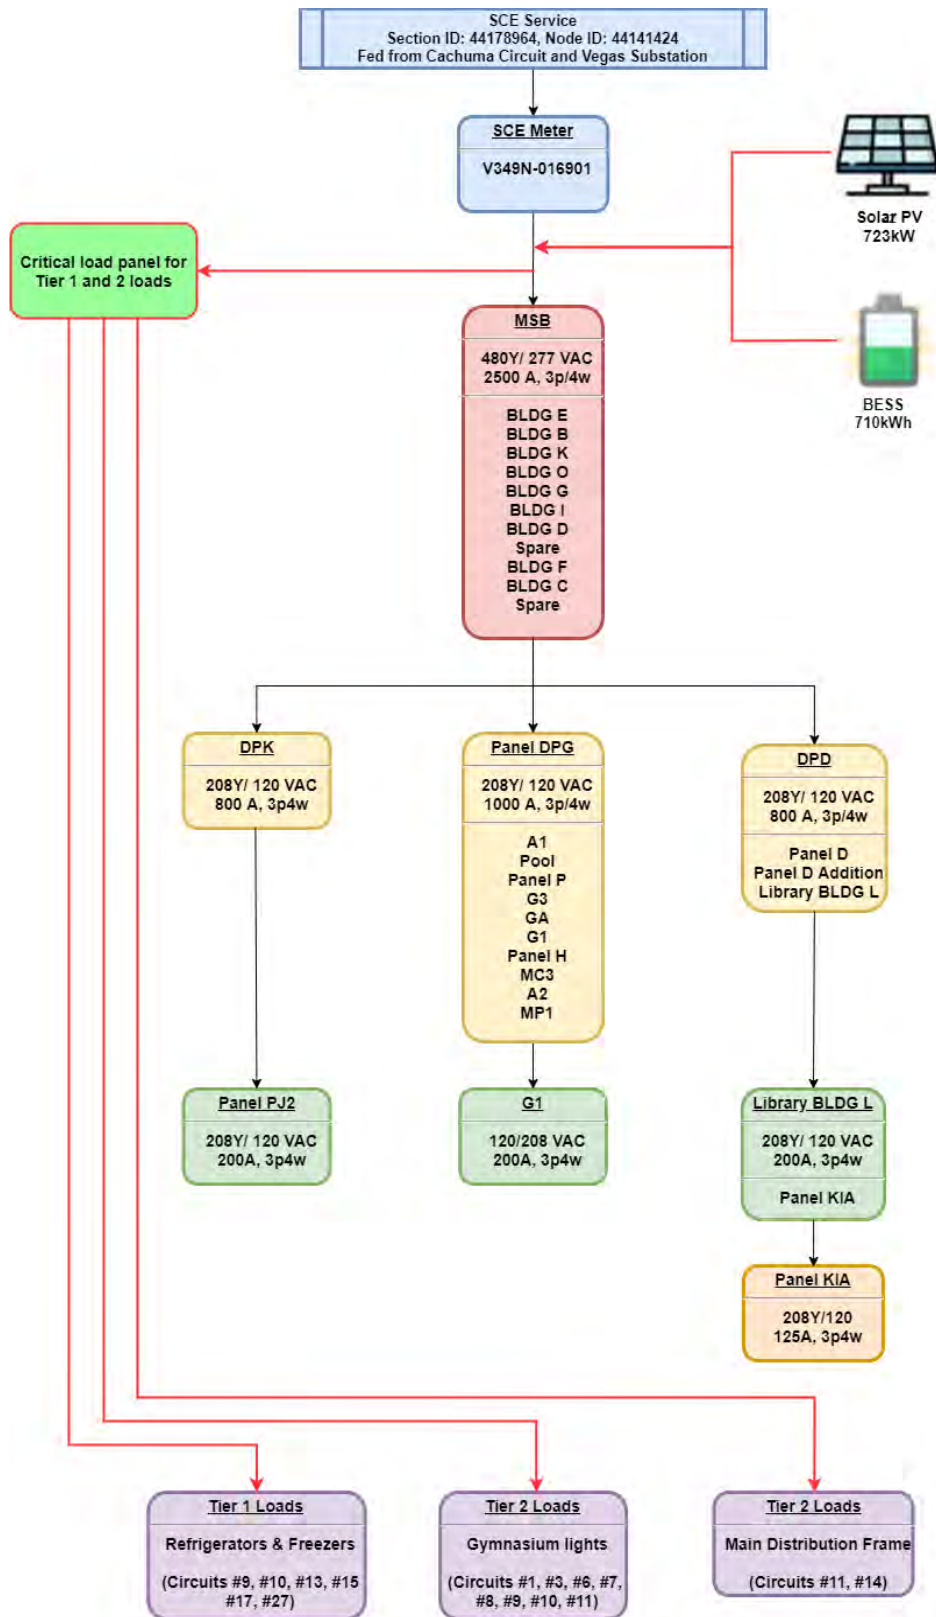 SCE Service
Section ID: 44178964, Node ID: 44141424
Fed from Cachuma Circuit and Vegas Substation
SCE Meter
V349N-016901
Solar PV
723kW
Critical load panel for
Tier 1 and 2 loads
MSB
480Y/ 277 VAC
2500 A, 3p/4w
BLDG E
BLDG B
BLDG K
BLDG O
BLDG G
BLDG I
BLDG D
Spare
BLDG F
BLDG C
Spare
BESS
710kWh
DPK
208Y/ 120 VAC
800 A, 3p4w
Panel DPG
208Y/ 120 VAC
1000 A, 3p/4w
A1
Pool
Panel P
G3
GA
G1
Panel H
MC3
A2
MP1
DPD
208Y/ 120 VAC
800 A, 3p/4w
Panel D
Panel D Addition
Library BLDG L
Panel PJ2
208Y/ 120 VAC
200A, 3p4w
G1
120/208 VAC
200A, 3p4w
Library BLDG L
208Y/ 120 VAC
200A, 3p4w
Panel KIA
Panel KIA
208Y/120
125A, 3p4w
Tier 1 Loads
Refrigerators & Freezers
(Circuits #9, #10, #13, #15
#17, #27)
Tier 2 Loads
Gymnasium lights
(Circuits #1, #3, #6, #7,
#8, #9, #10, #11)
Tier 2 Loads
Main Distribution Frame
(Circuits #11, #14)